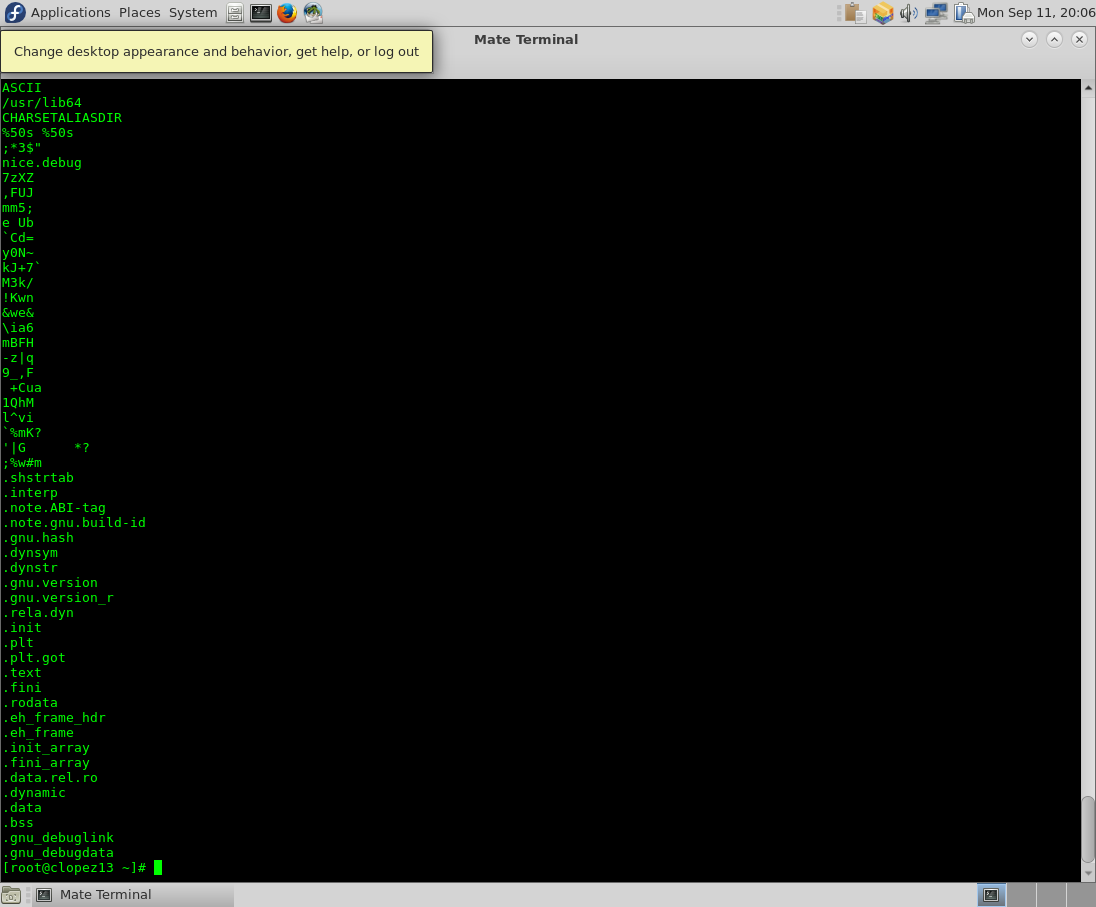 Applications Places System Mon Sep 11, 20:06
Change desktop appearance and behavior, get help, or log out
Mate Terminal
ASCII
/usr/lib64
CHARSETALIASDIR
%50s %50s
;*3$"
nice.debug
7zXZ
,FUJ
mm5;
e Ub
`Cd=
y0N~
kJ+7`
M3k/
!Kwn
&we&
\ia6
mBFH
-z|q
9_,F
 +Cua
1QhM
l^vi
`%mK?
'|G      *?
;%w#m
.shstrtab
.interp
.note.ABI-tag
.note.gnu.build-id
.gnu.hash
.dynsym
.dynstr
.gnu.version
.gnu.version_r
.rela.dyn
.init
.plt
.plt.got
.text
.fini
.rodata
.eh_frame_hdr
.eh_frame
.init_array
.fini_array
.data.rel.ro
.dynamic
.data
.bss
.gnu_debuglink
.gnu_debugdata
[root@clopez13 ~]#
Mate Terminal